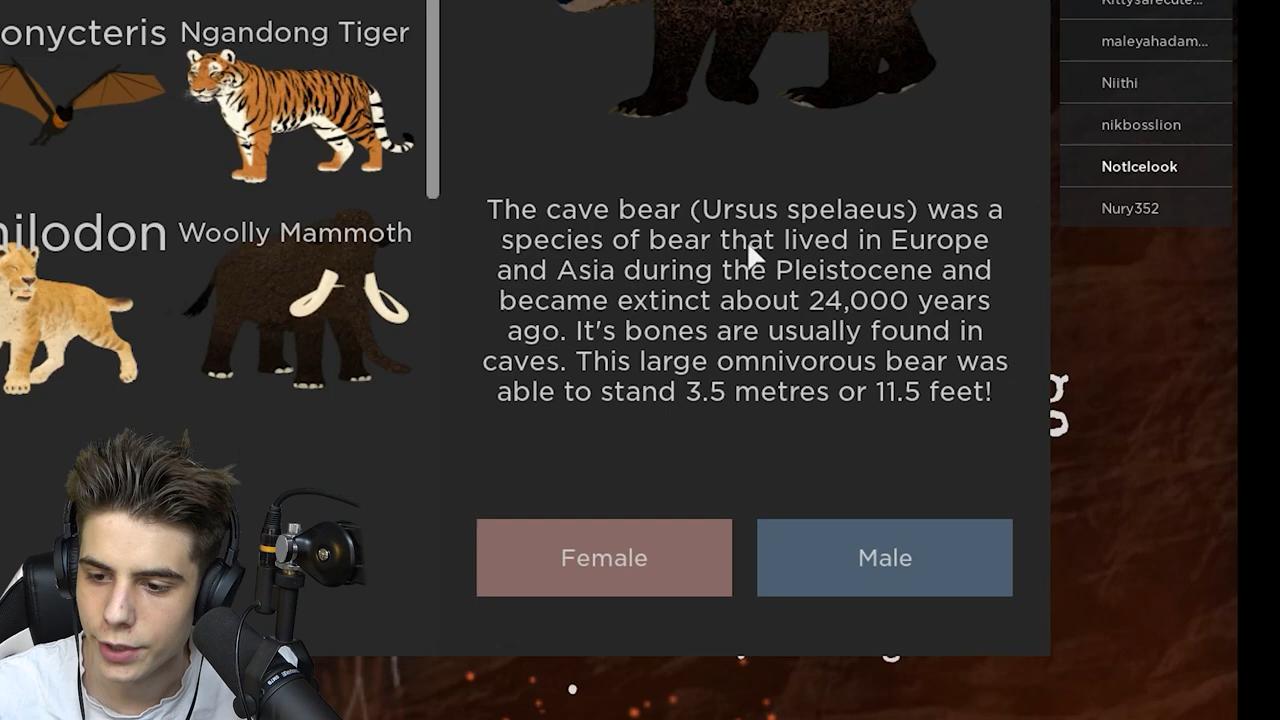 onycteris
Ngandong Tiger
nilodon
Woolly Mammoth
The cave bear (Ursus spelaeus) was a
species of bear that lived in Europe
and Asia during the Pleistocene and
became extinct about 24,000 years
ago. It's bones are usually found in
caves. This large omnivorous bear was
able to stand 3.5 metres or 11.5 feet!
Female
Male
Kittysarecute...
maleyahadam...
Niithi
nikbosslion
NotIcelook
Nury352
g